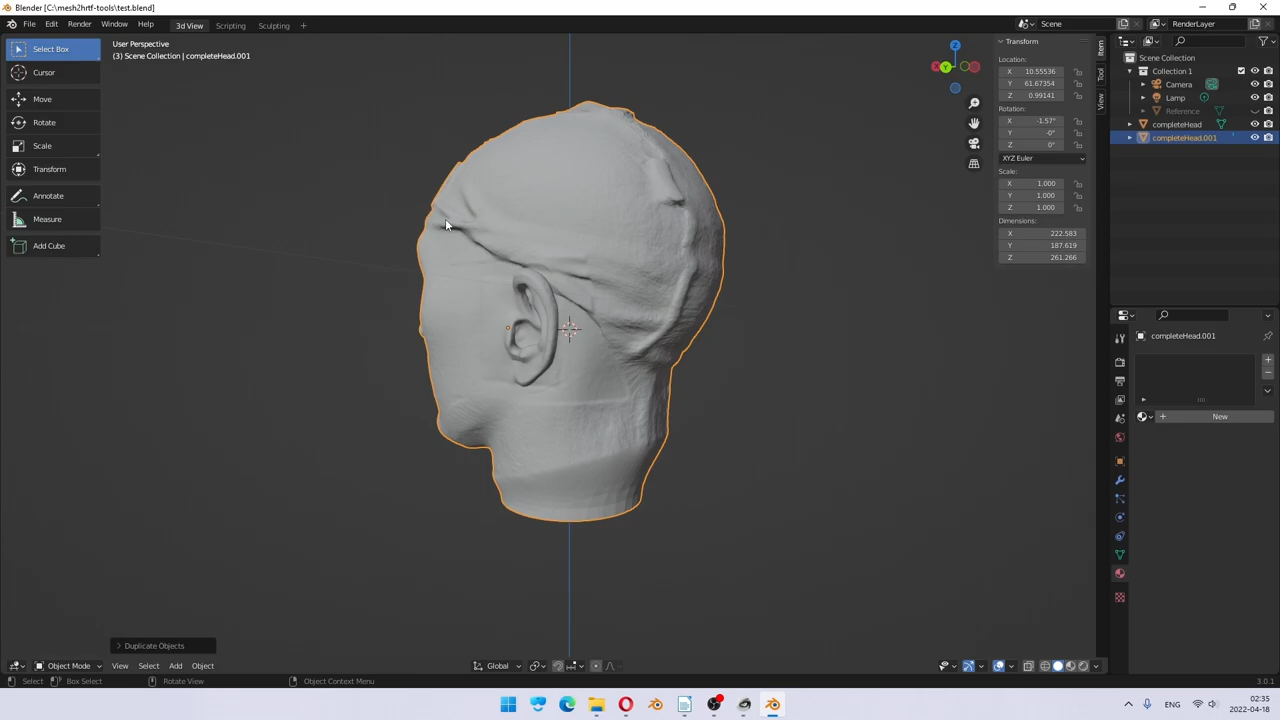 Blender [C:\mesh2hrtf-tools\test.blend]
File Edit Render Window Help
3D View Scripting Sculpting +
Scene
RenderLayer
Select Box
Cursor
Move
Rotate
Scale
Transform
Annotate
Measure
Add Cube
User Perspective
(3) Scene Collection | completeHead.001
Z
X
Y
Transform
Location:
X 10.55536
Y 61.67354
Z 0.99141
Rotation:
X -1.57°
Y -0°
Z 0°
XYZ Euler
Scale:
X 1.000
Y 1.000
Z 1.000
Dimensions:
X 222.583
Y 187.619
Z 261.266
Item
Tool
View
Scene Collection
Collection 1
Camera
Lamp
Reference
completeHead
completeHead.001
completeHead.001
New
Duplicate Objects
Object Mode View Select Add Object
Global
Select Box Select Rotate View Object Context Menu
3.0.1
ENG
02:35
2022-04-18